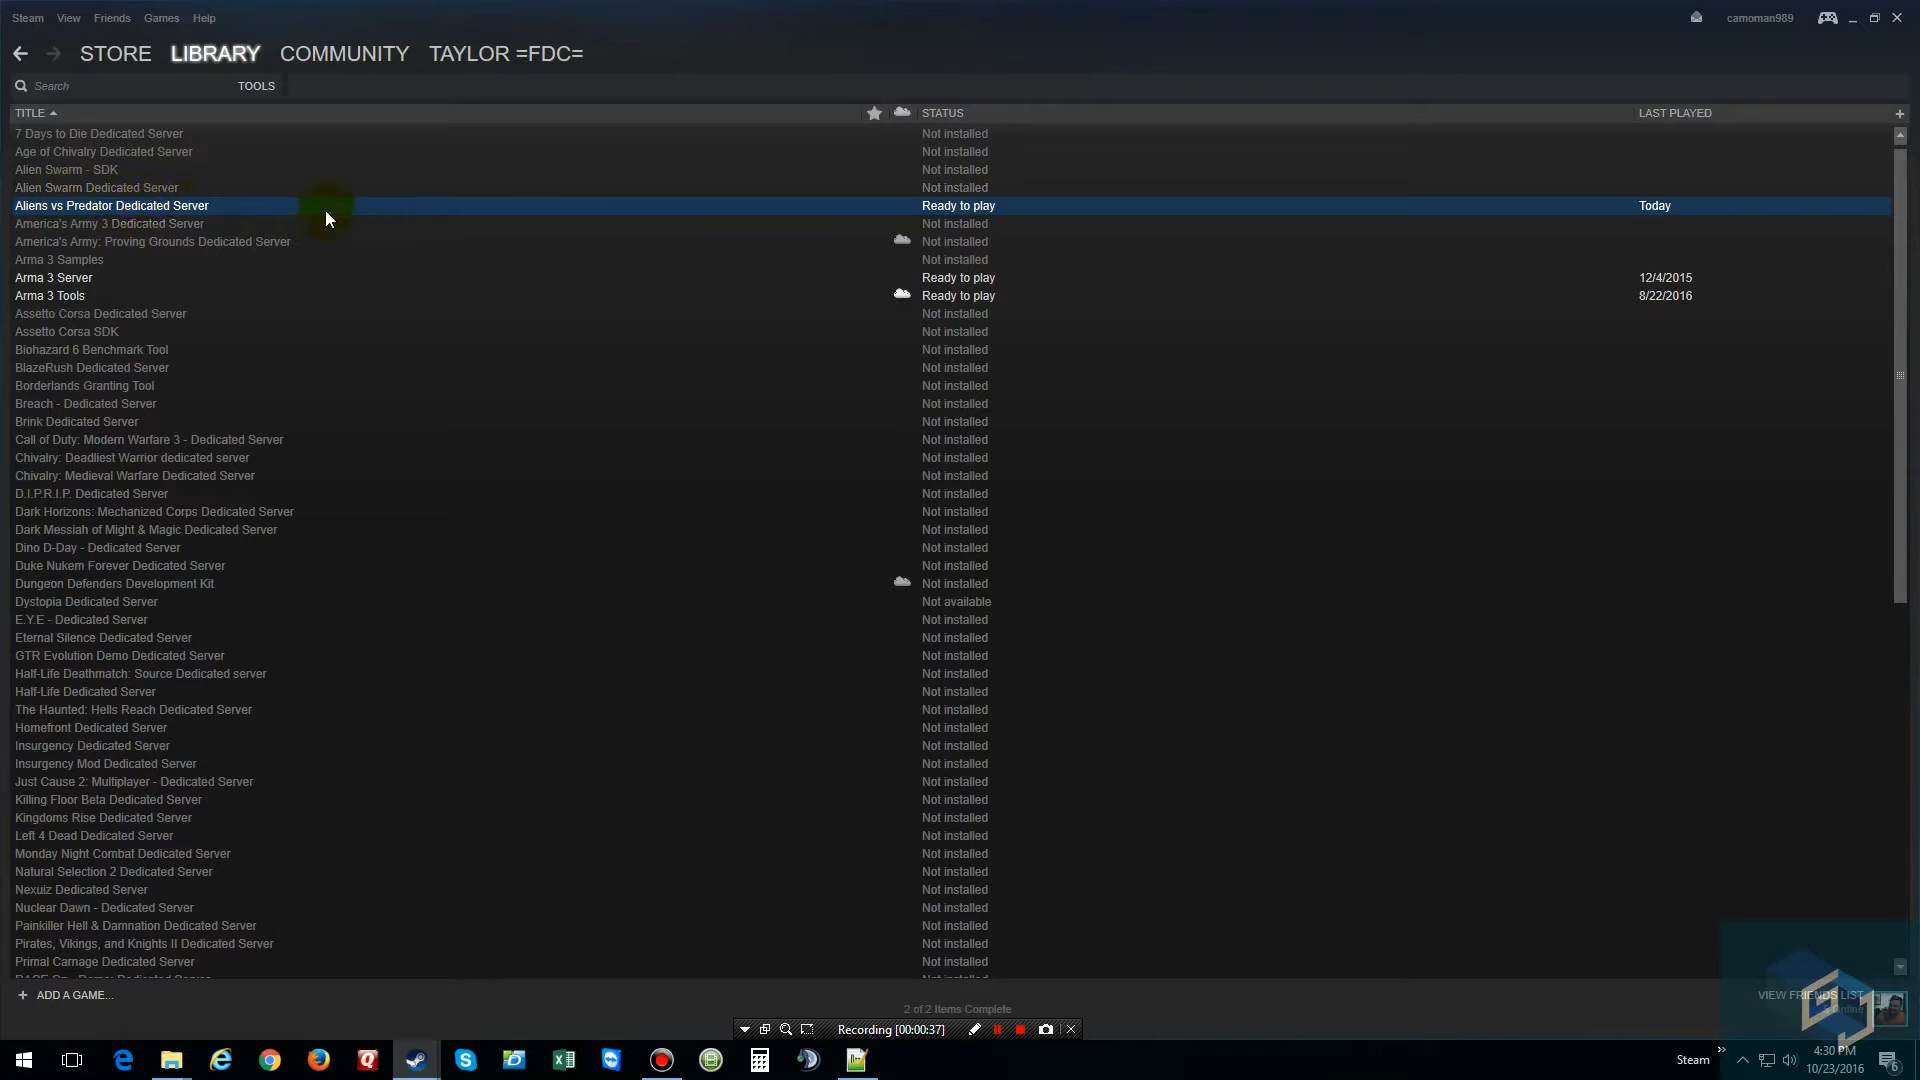 Steam View Friends Games Help camoman989
STORE LIBRARY COMMUNITY TAYLOR =FDC=
Search TOOLS
TITLE STATUS LAST PLAYED
7 Days to Die Dedicated Server Not installed
Age of Chivalry Dedicated Server Not installed
Alien Swarm - SDK Not installed
Alien Swarm Dedicated Server Not installed
Aliens vs Predator Dedicated Server Ready to play Today
America's Army 3 Dedicated Server Not installed
America's Army: Proving Grounds Dedicated Server Not installed
Arma 3 Samples Not installed
Arma 3 Server Ready to play 12/4/2015
Arma 3 Tools Ready to play 8/22/2016
Assetto Corsa Dedicated Server Not installed
Assetto Corsa SDK Not installed
Biohazard 6 Benchmark Tool Not installed
BlazeRush Dedicated Server Not installed
Borderlands Granting Tool Not installed
Breach - Dedicated Server Not installed
Brink Dedicated Server Not installed
Call of Duty: Modern Warfare 3 - Dedicated Server Not installed
Chivalry: Deadliest Warrior dedicated server Not installed
Chivalry: Medieval Warfare Dedicated Server Not installed
D.I.P.R.I.P. Dedicated Server Not installed
Dark Horizons: Mechanized Corps Dedicated Server Not installed
Dark Messiah of Might & Magic Dedicated Server Not installed
Dino D-Day - Dedicated Server Not installed
Duke Nukem Forever Dedicated Server Not installed
Dungeon Defenders Development Kit Not installed
Dystopia Dedicated Server Not available
E.Y.E - Dedicated Server Not installed
Eternal Silence Dedicated Server Not installed
GTR Evolution Demo Dedicated Server Not installed
Half-Life Deathmatch: Source Dedicated server Not installed
Half-Life Dedicated Server Not installed
The Haunted: Hells Reach Dedicated Server Not installed
Homefront Dedicated Server Not installed
Insurgency Dedicated Server Not installed
Insurgency Mod Dedicated Server Not installed
Just Cause 2: Multiplayer - Dedicated Server Not installed
Killing Floor Beta Dedicated Server Not installed
Kingdoms Rise Dedicated Server Not installed
Left 4 Dead Dedicated Server Not installed
Monday Night Combat Dedicated Server Not installed
Natural Selection 2 Dedicated Server Not installed
Nexuiz Dedicated Server Not installed
Nuclear Dawn - Dedicated Server Not installed
Painkiller Hell & Damnation Dedicated Server Not installed
Pirates, Vikings, and Knights II Dedicated Server Not installed
Primal Carnage Dedicated Server Not installed
+ ADD A GAME... VIEW FRIENDS LIST
2 of 2 Items Complete
Recording [00:00:37]
Steam 4:30 PM
10/23/2016 6